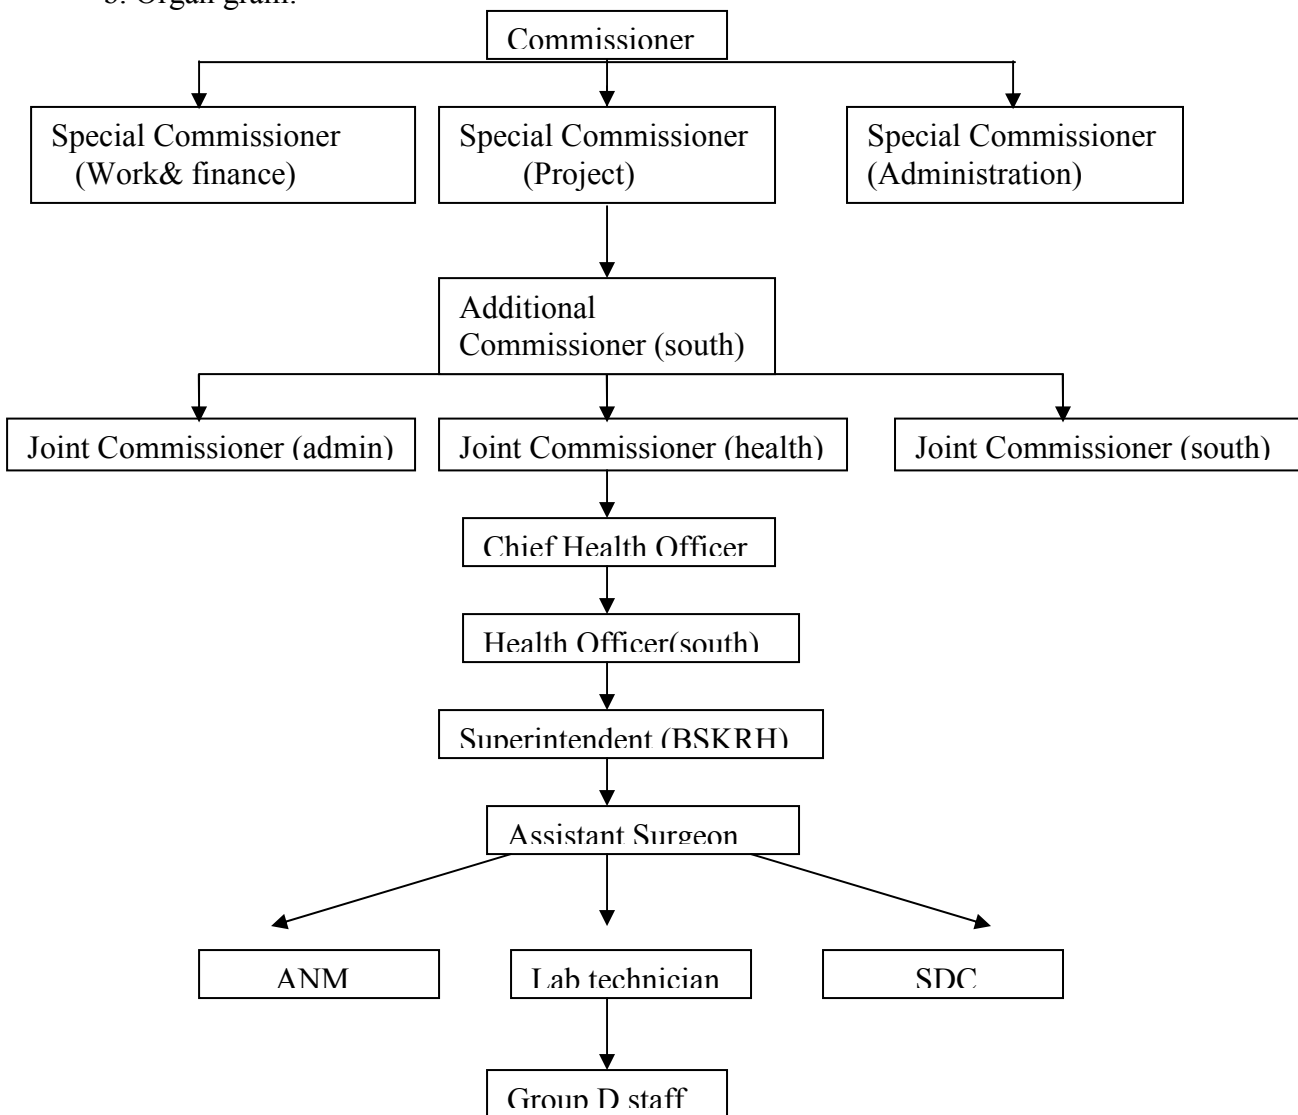 b. Organ gram:
Commissioner
Special Commissioner
(Work& finance)
Special Commissioner
(Project)
Special Commissioner
(Administration)
Additional
Commissioner (south)
Joint Commissioner (admin)
Joint Commissioner (health)
Joint Commissioner (south)
Chief Health Officer
Health Officer(south)
Superintendent (BSKRH)
Assistant Surgeon
ANM
Lab technician
SDC
Group D staff